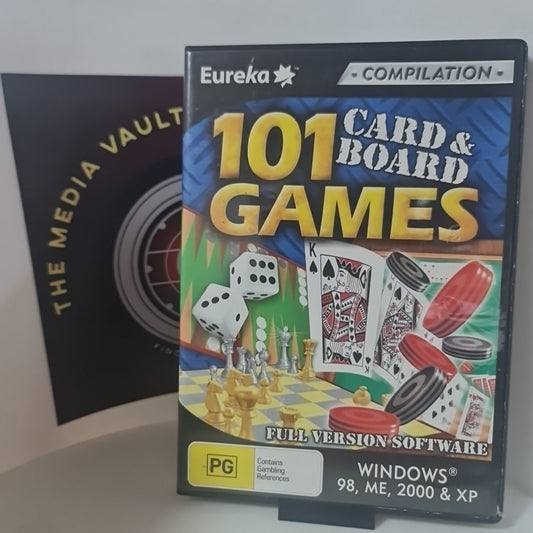 THE MEDIA VAULT
Eureka™
• COMPILATION •
101 CARD &
BOARD
GAMES
K
FULL VERSION SOFTWARE
PG
Contains
Gambling
References
WINDOWS®
98, ME, 2000 & XP